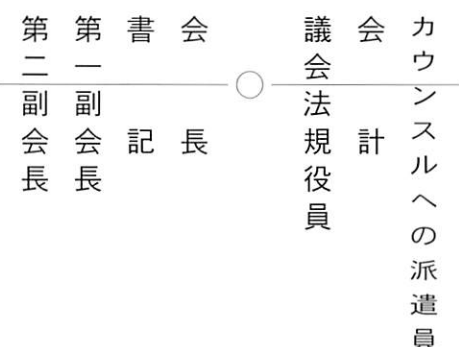 カウンスルへの派遣員
会計
議会法規役員
会長
書記
第一副会長
第二副会長